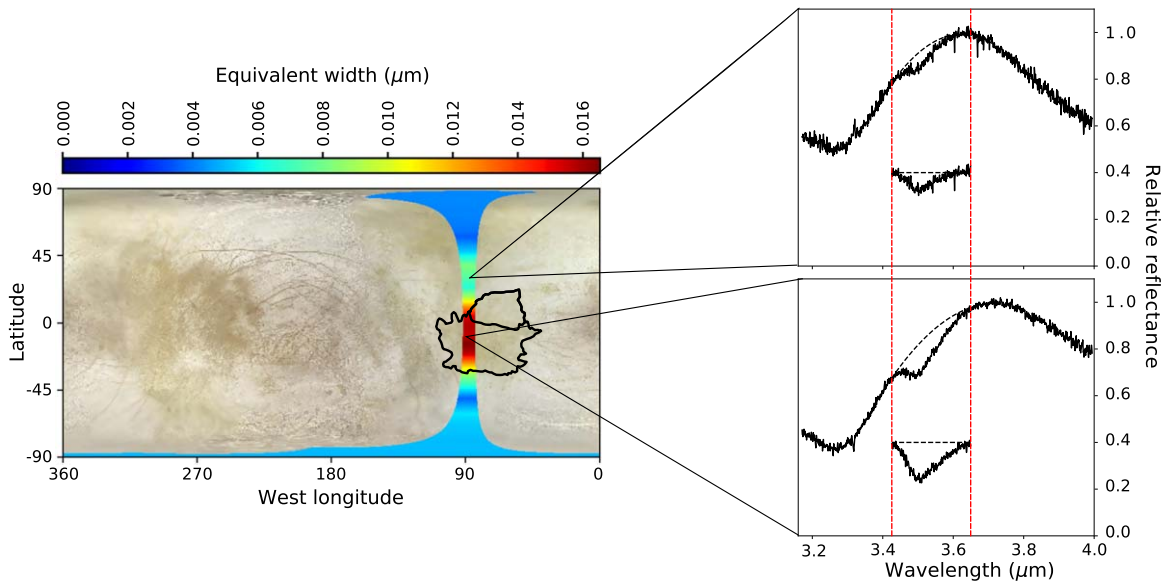 Equivalent width (μm)
0.000 0.002 0.004 0.006 0.008 0.010 0.012 0.014 0.016
90
45
0
-45
-90
Latitude
360 270 180 90 0
West longitude
1.0
0.8
0.6
0.4
0.2
0.0
1.0
0.8
0.6
0.4
0.2
0.0
Relative reflectance
3.2 3.4 3.6 3.8 4.0
Wavelength (μm)